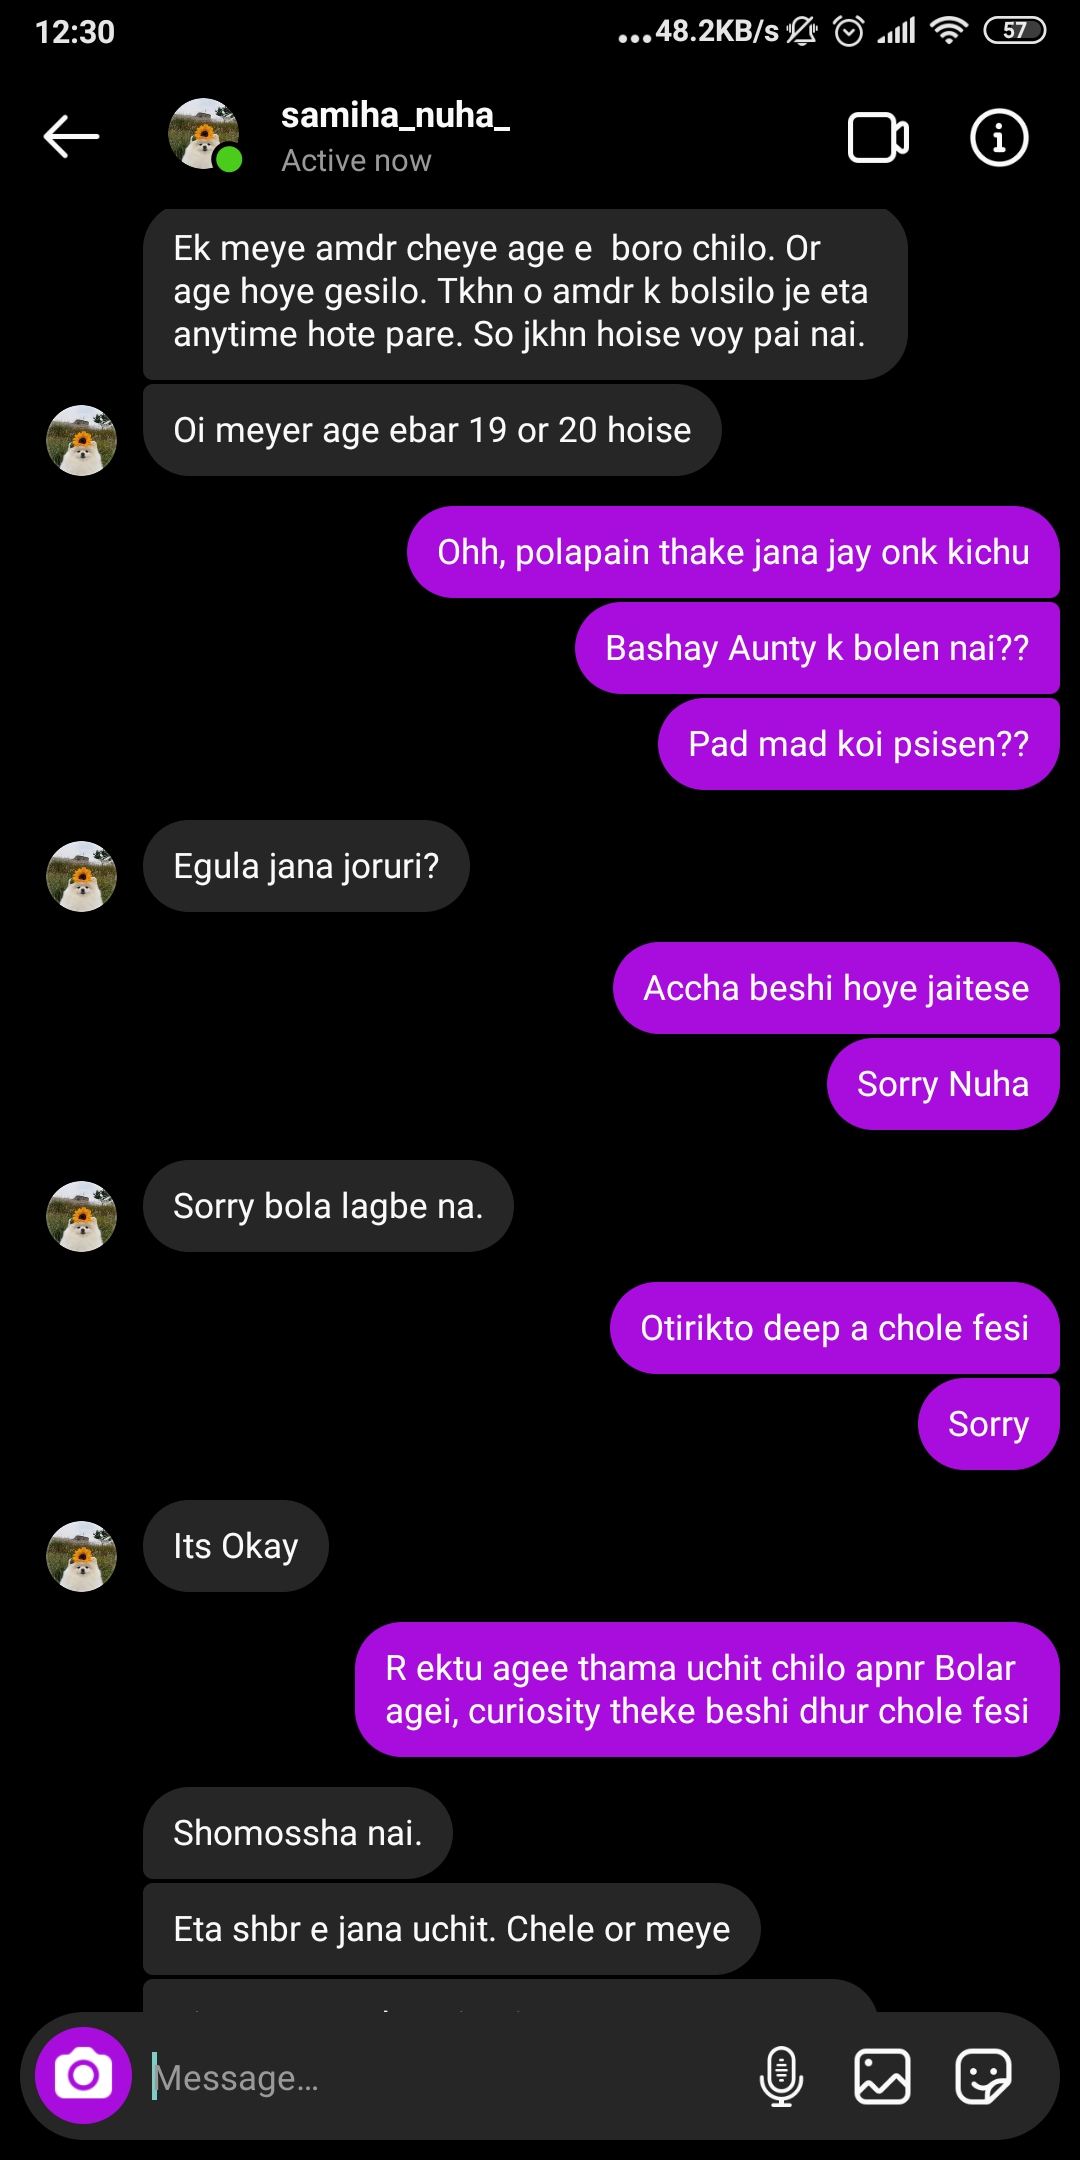 12:30
...48.2KB/s
57
samiha_nuha_
Active now
Ek meye amdr cheye age e  boro chilo. Or
age hoye gesilo. Tkhn o amdr k bolsilo je eta
anytime hote pare. So jkhn hoise voy pai nai.
Oi meyer age ebar 19 or 20 hoise
Ohh, polapain thake jana jay onk kichu
Bashay Aunty k bolen nai??
Pad mad koi psisen??
Egula jana joruri?
Accha beshi hoye jaitese
Sorry Nuha
Sorry bola lagbe na.
Otirikto deep a chole fesi
Sorry
Its Okay
R ektu agee thama uchit chilo apnr Bolar
agei, curiosity theke beshi dhur chole fesi
Shomossha nai.
Eta shbr e jana uchit. Chele or meye
Message...